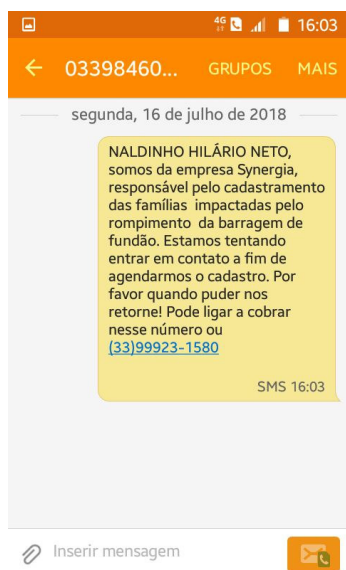 4G 16:03
03398460... GRUPOS MAIS
segunda, 16 de julho de 2018
NALDINHO HILÁRIO NETO,
somos da empresa Synergia,
responsável pelo cadastramento
das famílias impactadas pelo
rompimento da barragem de
fundão. Estamos tentando
entrar em contato a fim de
agendarmos o cadastro. Por
favor quando puder nos
retorne! Pode ligar a cobrar
nesse número ou
(33)99923-1580
SMS 16:03
Inserir mensagem